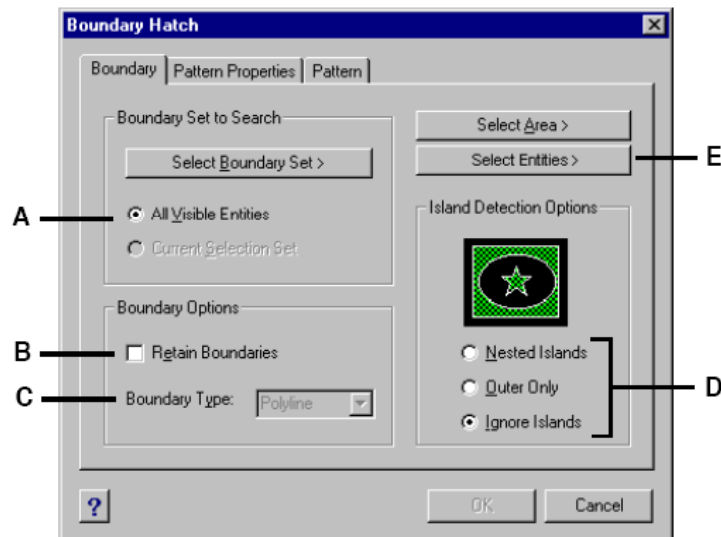 Boundary Hatch
Boundary Pattern Properties Pattern
Boundary Set to Search
Select Boundary Set >
A
All Visible Entities
Current Selection Set
Boundary Options
B
Retain Boundaries
C
Boundary Type: Polyline
Select Area >
Select Entities >
E
Island Detection Options
Nested Islands
Outer Only
D
Ignore Islands
?
OK
Cancel